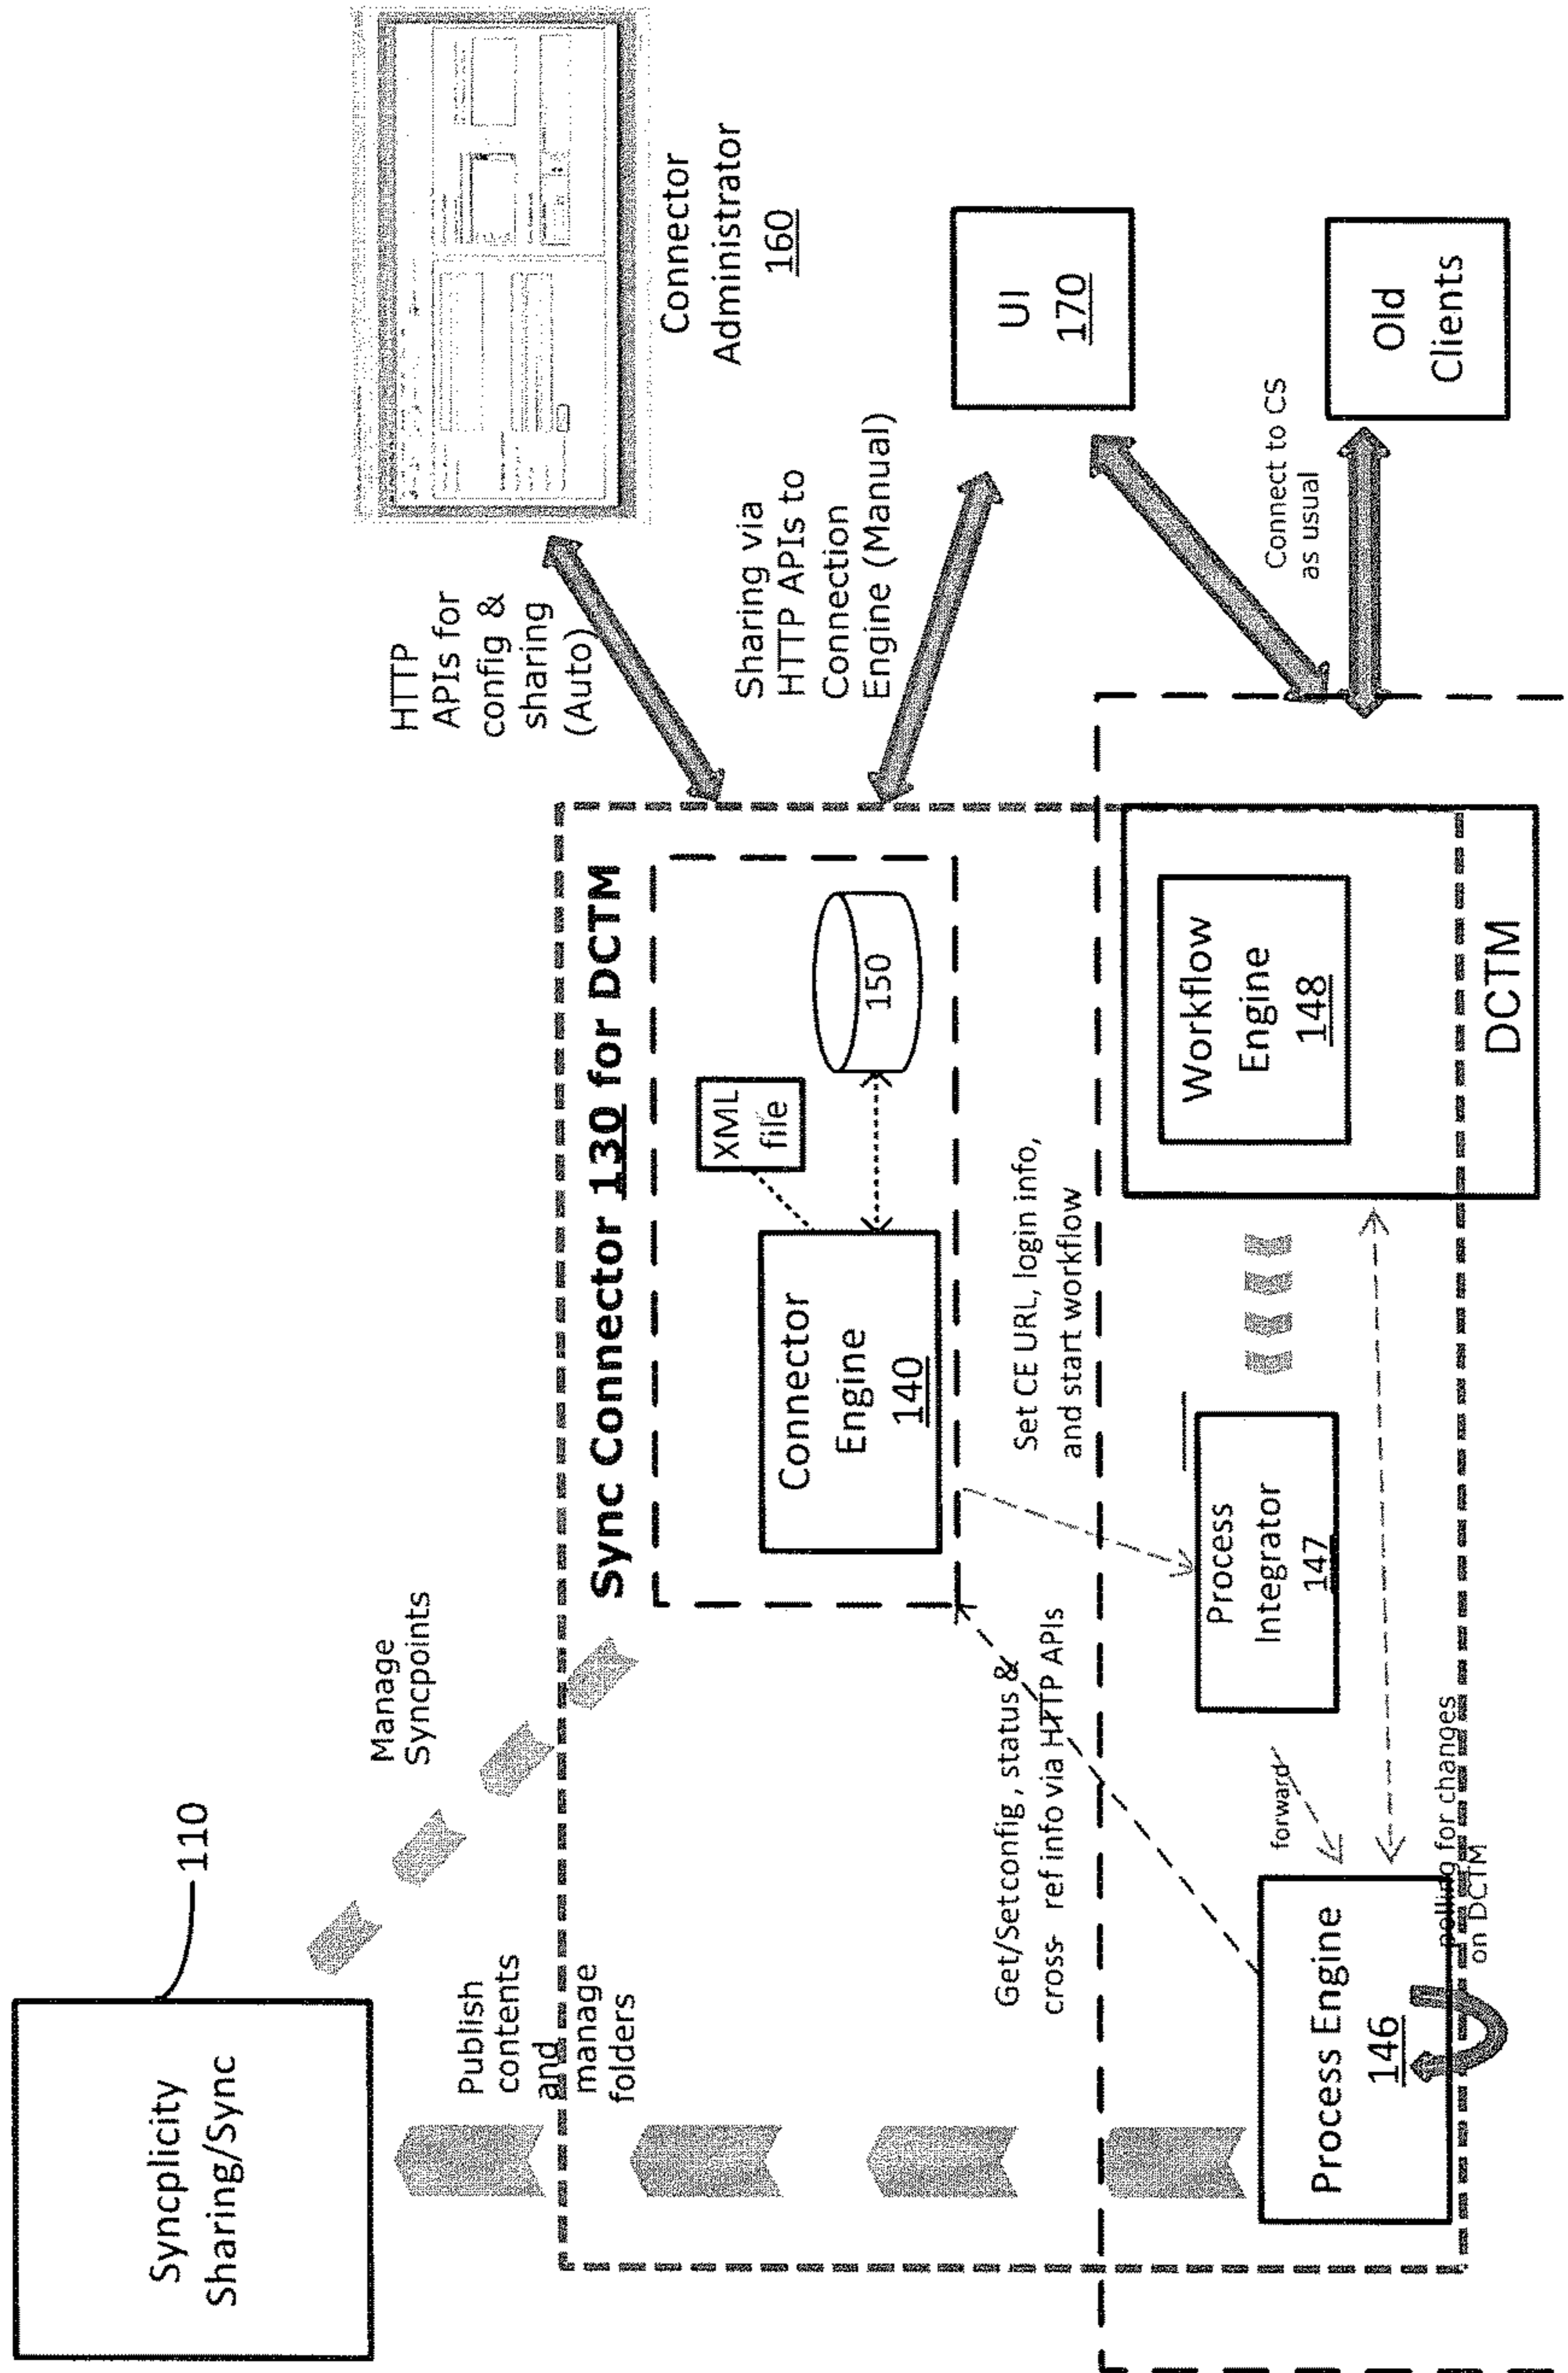 Syncplicity
Sharing/Sync
110
Manage
Syncpoints
Publish
contents
and
manage
folders
HTTP
APIs for
config &
sharing
(Auto)
Connector
Administrator
160
Sync Connector 130 for DCTM
XML
file
150
Connector
Engine
140
Sharing via
HTTP APIs to
Connection
Engine (Manual)
UI
170
Get/Setconfig , status &
cross- ref info via HTTP APIs
Set CE URL, login info,
and start workflow
Connect to CS
as usual
Old
Clients
Process Engine
146
forward
Process
Integrator
147
Workflow
Engine
148
DCTM
polling for changes
on DCTM